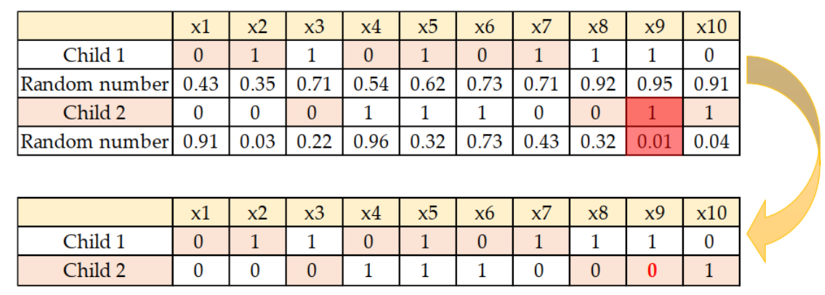 x1 x2 x3 x4 x5 x6 x7 x8 x9 x10
Child 1 0 1 1 0 1 0 1 1 1 0
Random number 0.43 0.35 0.71 0.54 0.62 0.73 0.71 0.92 0.95 0.91
Child 2 0 0 0 1 1 1 0 0 1 1
Random number 0.91 0.03 0.22 0.96 0.32 0.73 0.43 0.32 0.01 0.04
x1 x2 x3 x4 x5 x6 x7 x8 x9 x10
Child 1 0 1 1 0 1 0 1 1 1 0
Child 2 0 0 0 1 1 1 0 0 0 1